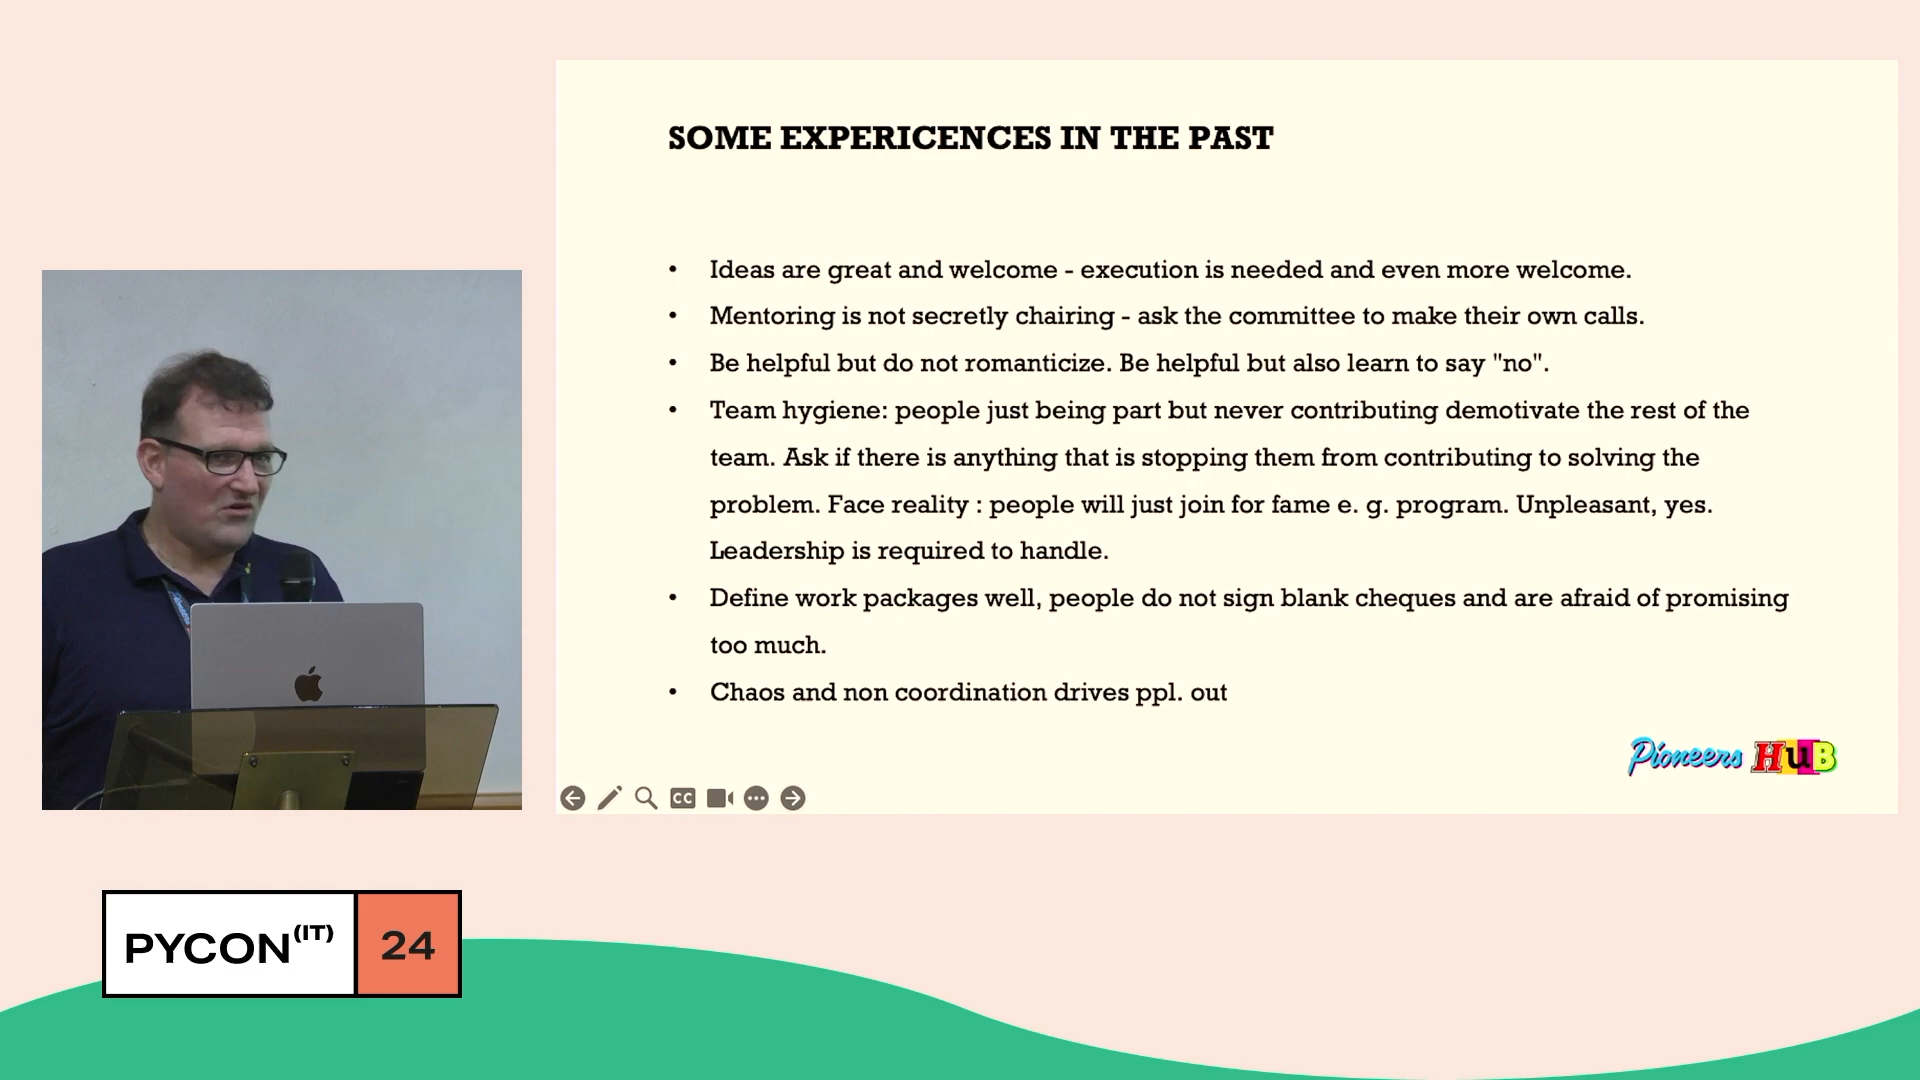 SOME EXPERICENCES IN THE PAST
• Ideas are great and welcome - execution is needed and even more welcome.
• Mentoring is not secretly chairing - ask the committee to make their own calls.
• Be helpful but do not romanticize. Be helpful but also learn to say "no".
• Team hygiene: people just being part but never contributing demotivate the rest of the
team. Ask if there is anything that is stopping them from contributing to solving the
problem. Face reality : people will just join for fame e. g. program. Unpleasant, yes.
Leadership is required to handle.
• Define work packages well, people do not sign blank cheques and are afraid of promising
too much.
• Chaos and non coordination drives ppl. out
Pioneers HuB
CC
PYCON(IT) 24